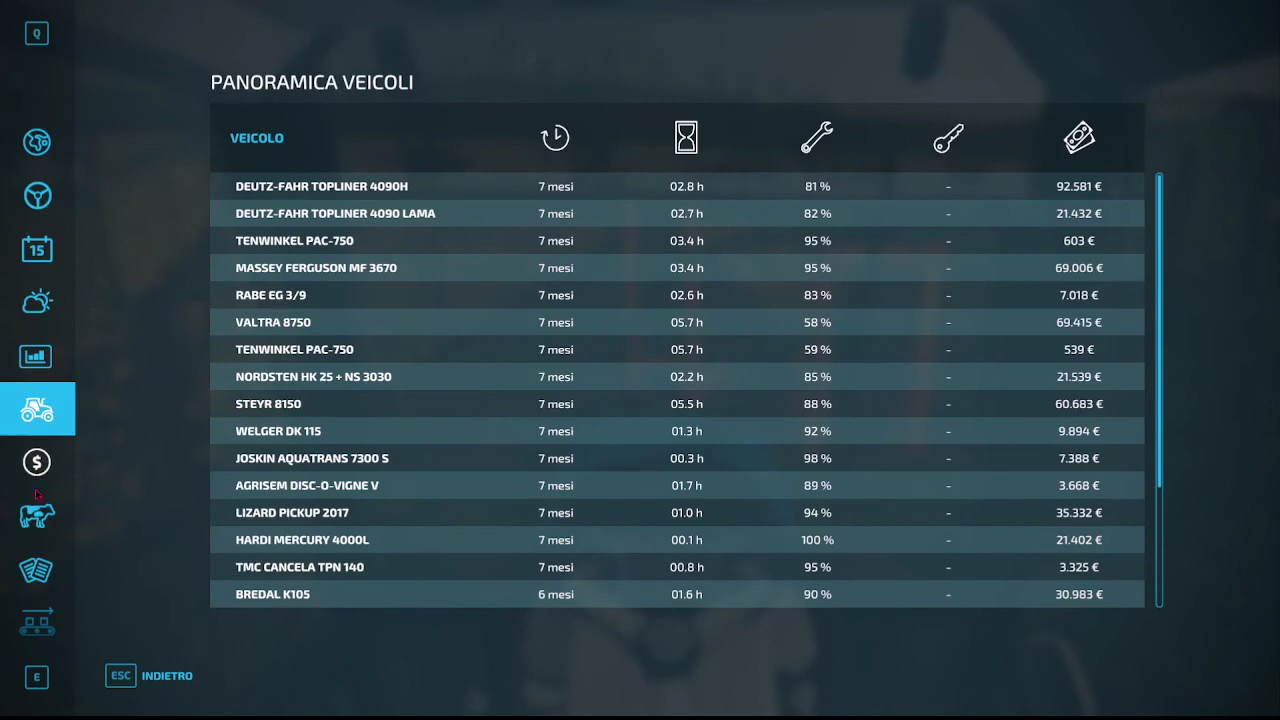 Q
PANORAMICA VEICOLI
VEICOLO
DEUTZ-FAHR TOPLINER 4090H 7 mesi 02.8 h 81 % - 92.581 €
DEUTZ-FAHR TOPLINER 4090 LAMA 7 mesi 02.7 h 82 % - 21.432 €
TENWINKEL PAC-750 7 mesi 03.4 h 95 % - 603 €
MASSEY FERGUSON MF 3670 7 mesi 03.4 h 95 % - 69.006 €
RABE EG 3/9 7 mesi 02.6 h 83 % - 7.018 €
VALTRA 8750 7 mesi 05.7 h 58 % - 69.415 €
TENWINKEL PAC-750 7 mesi 05.7 h 59 % - 539 €
NORDSTEN HK 25 + NS 3030 7 mesi 02.2 h 85 % - 21.539 €
STEYR 8150 7 mesi 05.5 h 88 % - 60.683 €
WELGER DK 115 7 mesi 01.3 h 92 % - 9.894 €
JOSKIN AQUATRANS 7300 S 7 mesi 00.3 h 98 % - 7.388 €
AGRISEM DISC-O-VIGNE V 7 mesi 01.7 h 89 % - 3.668 €
LIZARD PICKUP 2017 7 mesi 01.0 h 94 % - 35.332 €
HARDI MERCURY 4000L 7 mesi 00.1 h 100 % - 21.402 €
TMC CANCELA TPN 140 7 mesi 00.8 h 95 % - 3.325 €
BREDAL K105 6 mesi 01.6 h 90 % - 30.983 €
15
$
E
ESC INDIETRO